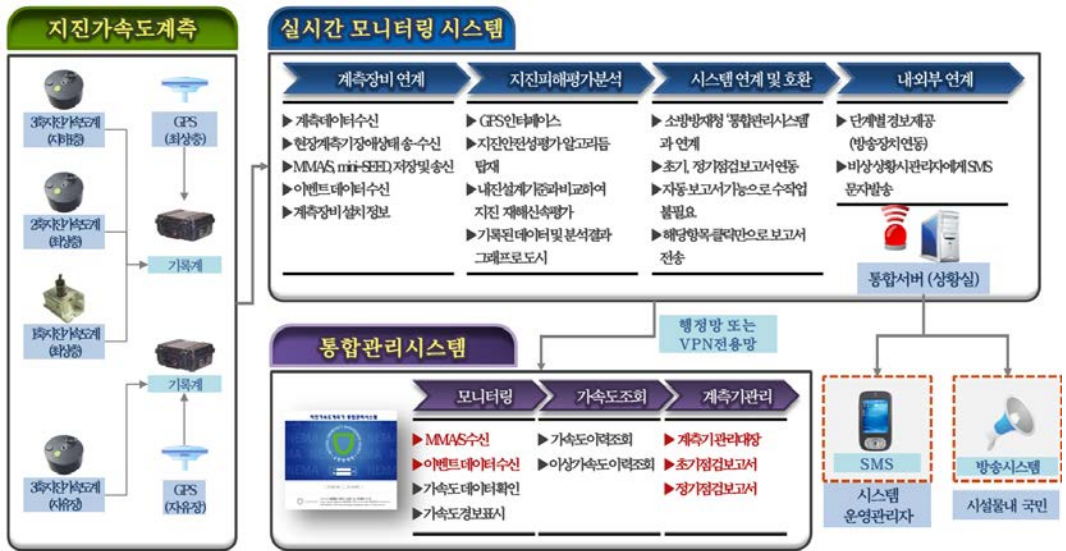 지진가속도계측
3축지진가속도계
(지하층)
GPS
(최상층)
2축지진가속도계
(최상층)
기록계
1축지진가속도계
(최상층)
기록계
3축지진가속도계
(자유장)
GPS
(자유장)
실시간 모니터링 시스템
계측장비 연계
▶ 계측데이터 수신
▶ 현장계측기 장애상태 송·수신
▶ MMA/S, mini-SEED, 저장 및 송신
▶ 이벤트 데이터 수신
▶ 계측장비 설치 정보
지진피해평가분석
▶ GPS 인터페이스
▶ 지진안전성평가 알고리듬
탑재
▶ 내진설계기준과 비교하여
지진 재해신속평가
▶ 기록된 데이터 및 분석결과
그래프로 도시
시스템 연계 및 호환
▶ 소방방재청 '통합관리시스템'
과 연계
▶ 초기, 정기점검보고서 연동
▶ 자동 보고서 기능으로 수작업
불필요
▶ 해당항목 클릭만으로 보고서
전송
내외부 연계
▶ 단계별 경보제공
(방송장치 연동)
▶ 비상 상황시 관리자에게 SMS
문자발송
통합서버 (상황실)
행정망 또는
VPN전용망
통합관리시스템
모니터링
▶ MMA/S 수신
▶ 이벤트 데이터 수신
▶ 가속도 데이터 확인
▶ 가속도 경보 표시
가속도조회
▶ 가속도 이력조회
▶ 이상가속도 이력조회
계측기관리
▶ 계측기 관리대장
▶ 초기점검보고서
▶ 정기점검보고서
NEMA
SMS
시스템
운영관리자
방송시스템
시설물내 국민